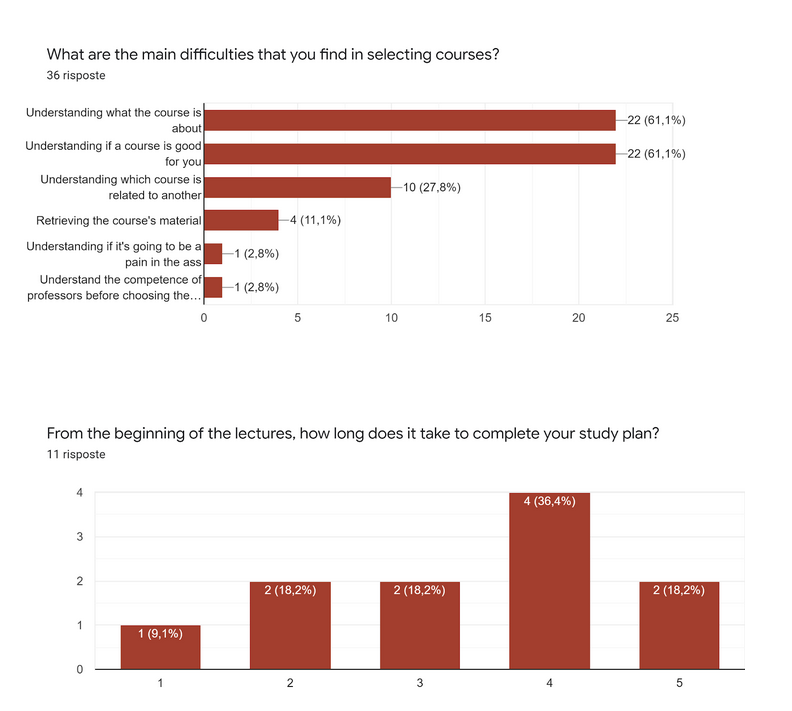 What are the main difficulties that you find in selecting courses?
36 risposte
Understanding what the course is
about
22 (61,1%)
Understanding if a course is good
for you
22 (61,1%)
Understanding which course is
related to another
10 (27,8%)
Retrieving the course's material
4 (11,1%)
Understanding if it's going to be a
pain in the ass
1 (2,8%)
Understand the competence of
professors before choosing the…
1 (2,8%)
0 5 10 15 20 25
From the beginning of the lectures, how long does it take to complete your study plan?
11 risposte
4
3
2
1
0
1 (9,1%)
2 (18,2%)
2 (18,2%)
4 (36,4%)
2 (18,2%)
1 2 3 4 5